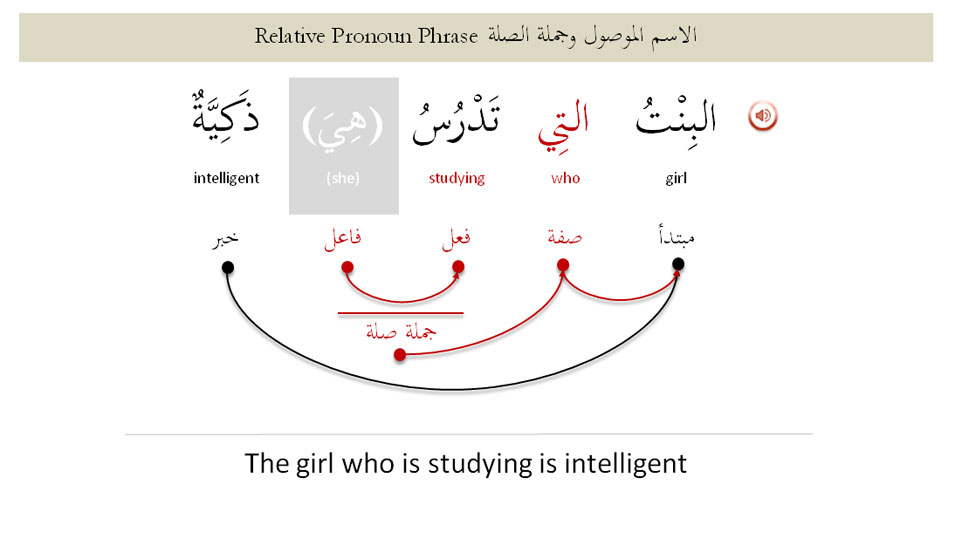 Relative Pronoun Phrase الاسم الموصول وجملة الصلة
البِنْتُ التِي تَدْرُسُ (هِيَ) ذَكِيَّةٌ
girl who studying (she) intelligent
مبتدأ صفة فعل فاعل خبر
جملة صلة
The girl who is studying is intelligent